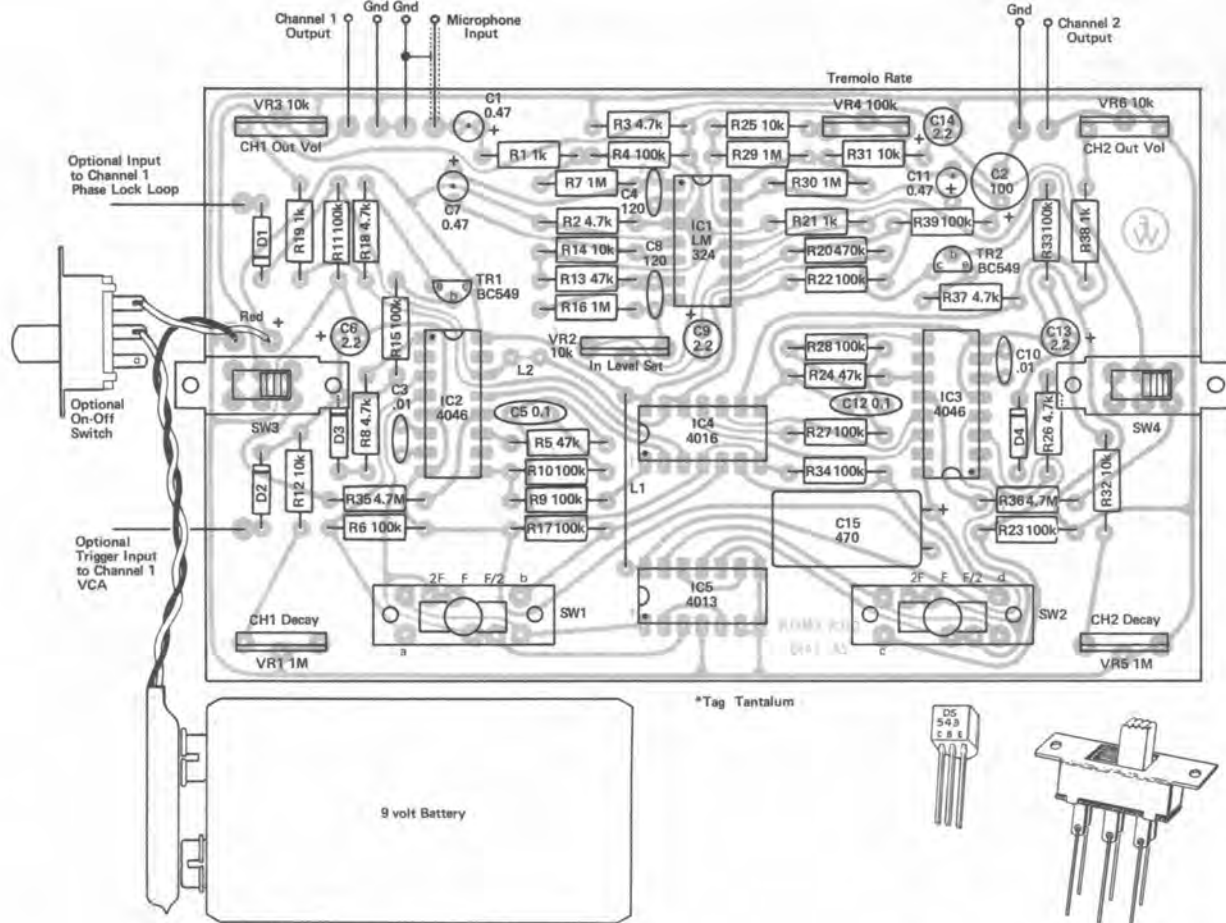 Channel 1
Output
Gnd Gnd
Microphone
Input
Gnd
Channel 2
Output
Tremolo Rate
VR3 10k
CH1 Out Vol
C1
0.47
+
R3 4.7k
R25 10k
VR4 100k
C14
2.2
+
VR6 10k
CH2 Out Vol
R1 1k
R4 100k
R29 1M
R31 10k
Optional Input
to Channel 1
Phase Lock Loop
+
C7
0.47
R7 1M
C4
120
R30 1M
C11
0.47
+
C2
100
+
D1
R19 1k
R11 100k
R18 4.7k
R2 4.7k
IC1
LM
324
R21 1k
R39 100k
R33 100k
R38 1k
R14 10k
C8
120
R20 470k
b
c e
TR2
BC549
R13 47k
R22 100k
TR1
BC549
b
R16 1M
R37 4.7k
R15 100k
Red
+
+
C6
2.2
+
C9
2.2
C13
2.2
+
VR2
10k
In Level Set
R28 100k
C10
.01
L2
R24 47k
Optional
On-Off
Switch
SW3
D3
R8 4.7k
C3
.01
IC2
4046
C5 0.1
IC4
4016
C12 0.1
IC3
4046
D4
R26 4.7k
SW4
R5 47k
R27 100k
D2
R12 10k
R10 100k
L1
R34 100k
R32 10k
R35 4.7M
R9 100k
R36 4.7M
R6 100k
R17 100k
C15
470
+
R23 100k
Optional
Trigger Input
to Channel 1
VCA
2F F F/2 b
IC5
4013
2F F F/2 d
SW1
SW2
CH1 Decay
VR1 1M
a
c
CH2 Decay
VR5 1M
*Tag Tantalum
DS
548
C B E
9 volt Battery